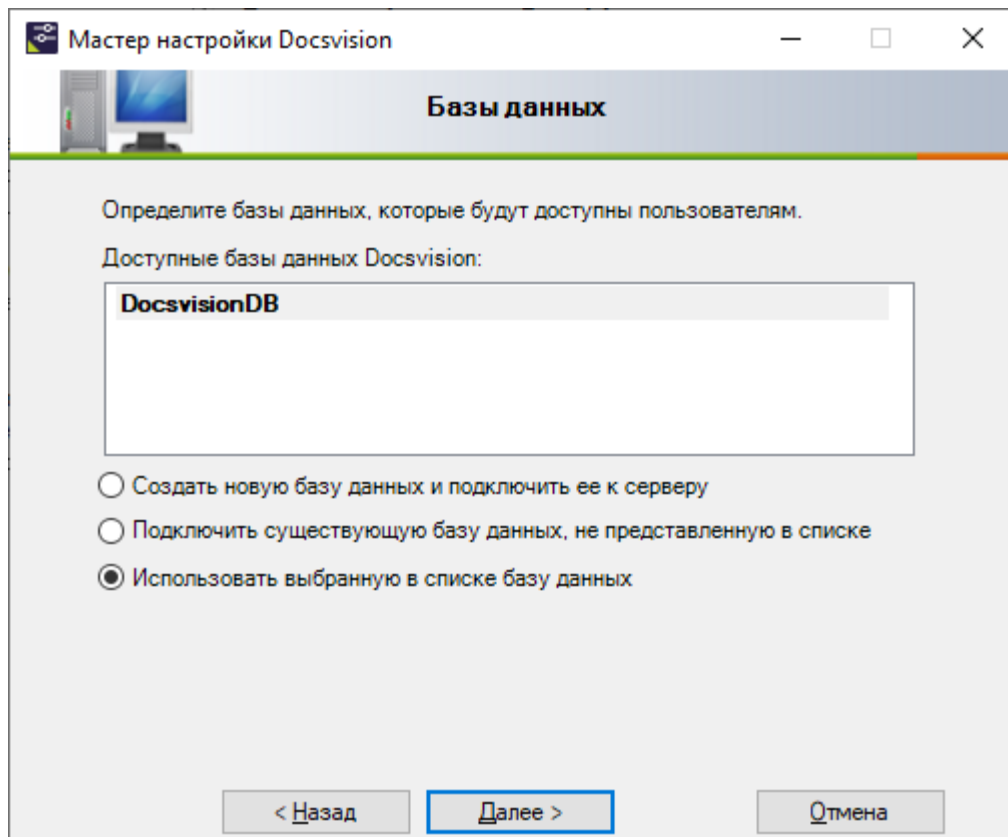 Мастер настройки Docsvision
Базы данных
Определите базы данных, которые будут доступны пользователям.
Доступные базы данных Docsvision:
DocsvisionDB
Создать новую базу данных и подключить ее к серверу
Подключить существующую базу данных, не представленную в списке
Использовать выбранную в списке базу данных
< Назад Далее > Отмена